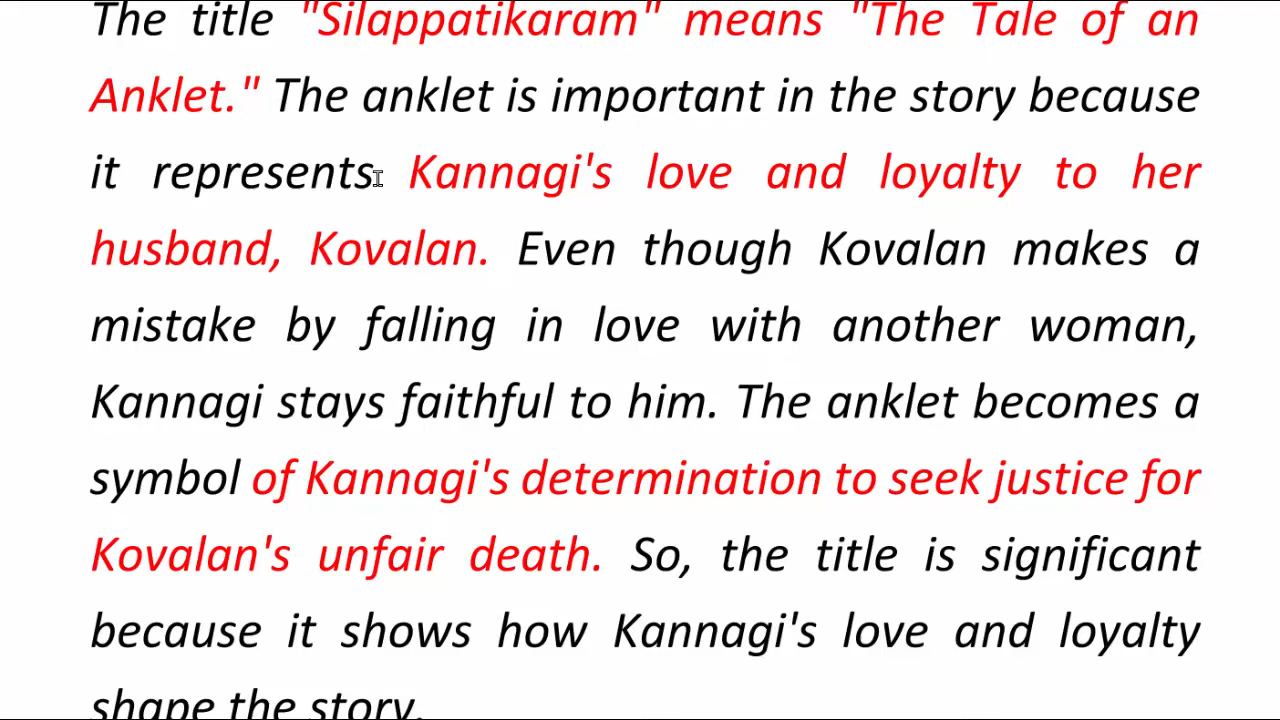 The title "Silappatikaram" means "The Tale of an
Anklet." The anklet is important in the story because
it represents Kannagi's love and loyalty to her
husband, Kovalan. Even though Kovalan makes a
mistake by falling in love with another woman,
Kannagi stays faithful to him. The anklet becomes a
symbol of Kannagi's determination to seek justice for
Kovalan's unfair death. So, the title is significant
because it shows how Kannagi's love and loyalty
shape the story.